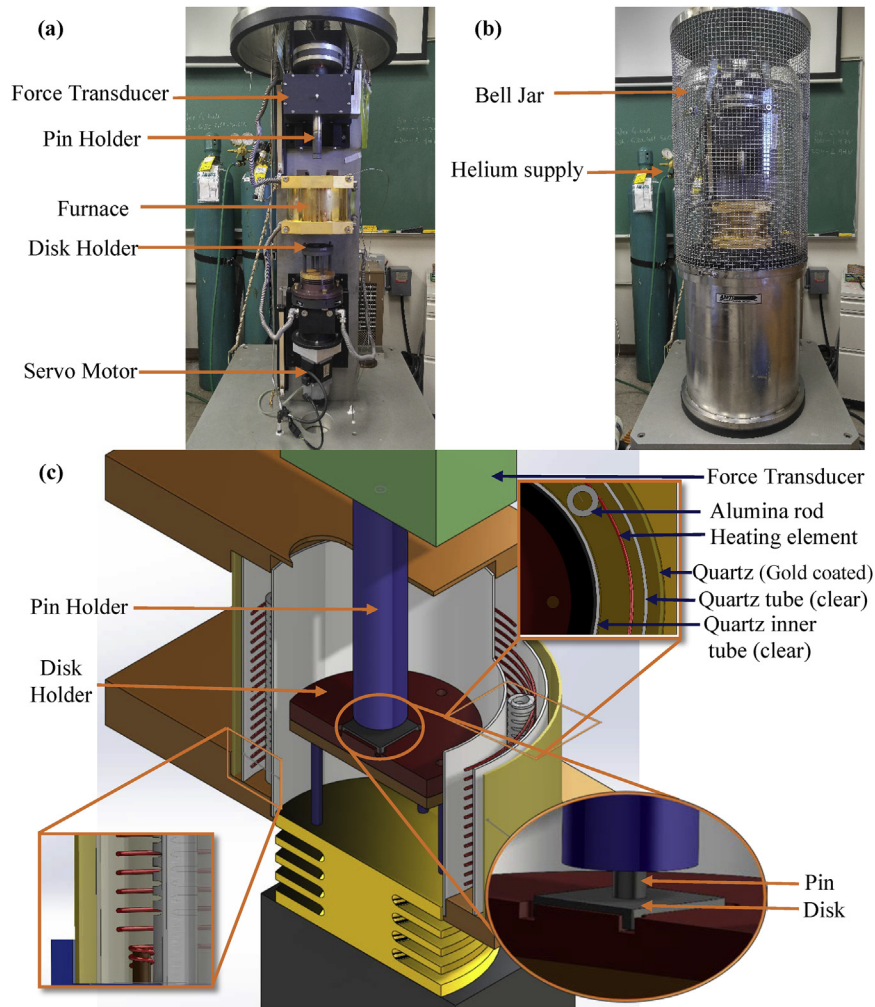 (a)
Force Transducer
Pin Holder
Furnace
Disk Holder
Servo Motor
(b)
Bell Jar
Helium supply
(c)
Force Transducer
Alumina rod
Heating element
Quartz (Gold coated)
Quartz tube (clear)
Quartz inner
tube (clear)
Pin Holder
Disk
Holder
Pin
Disk